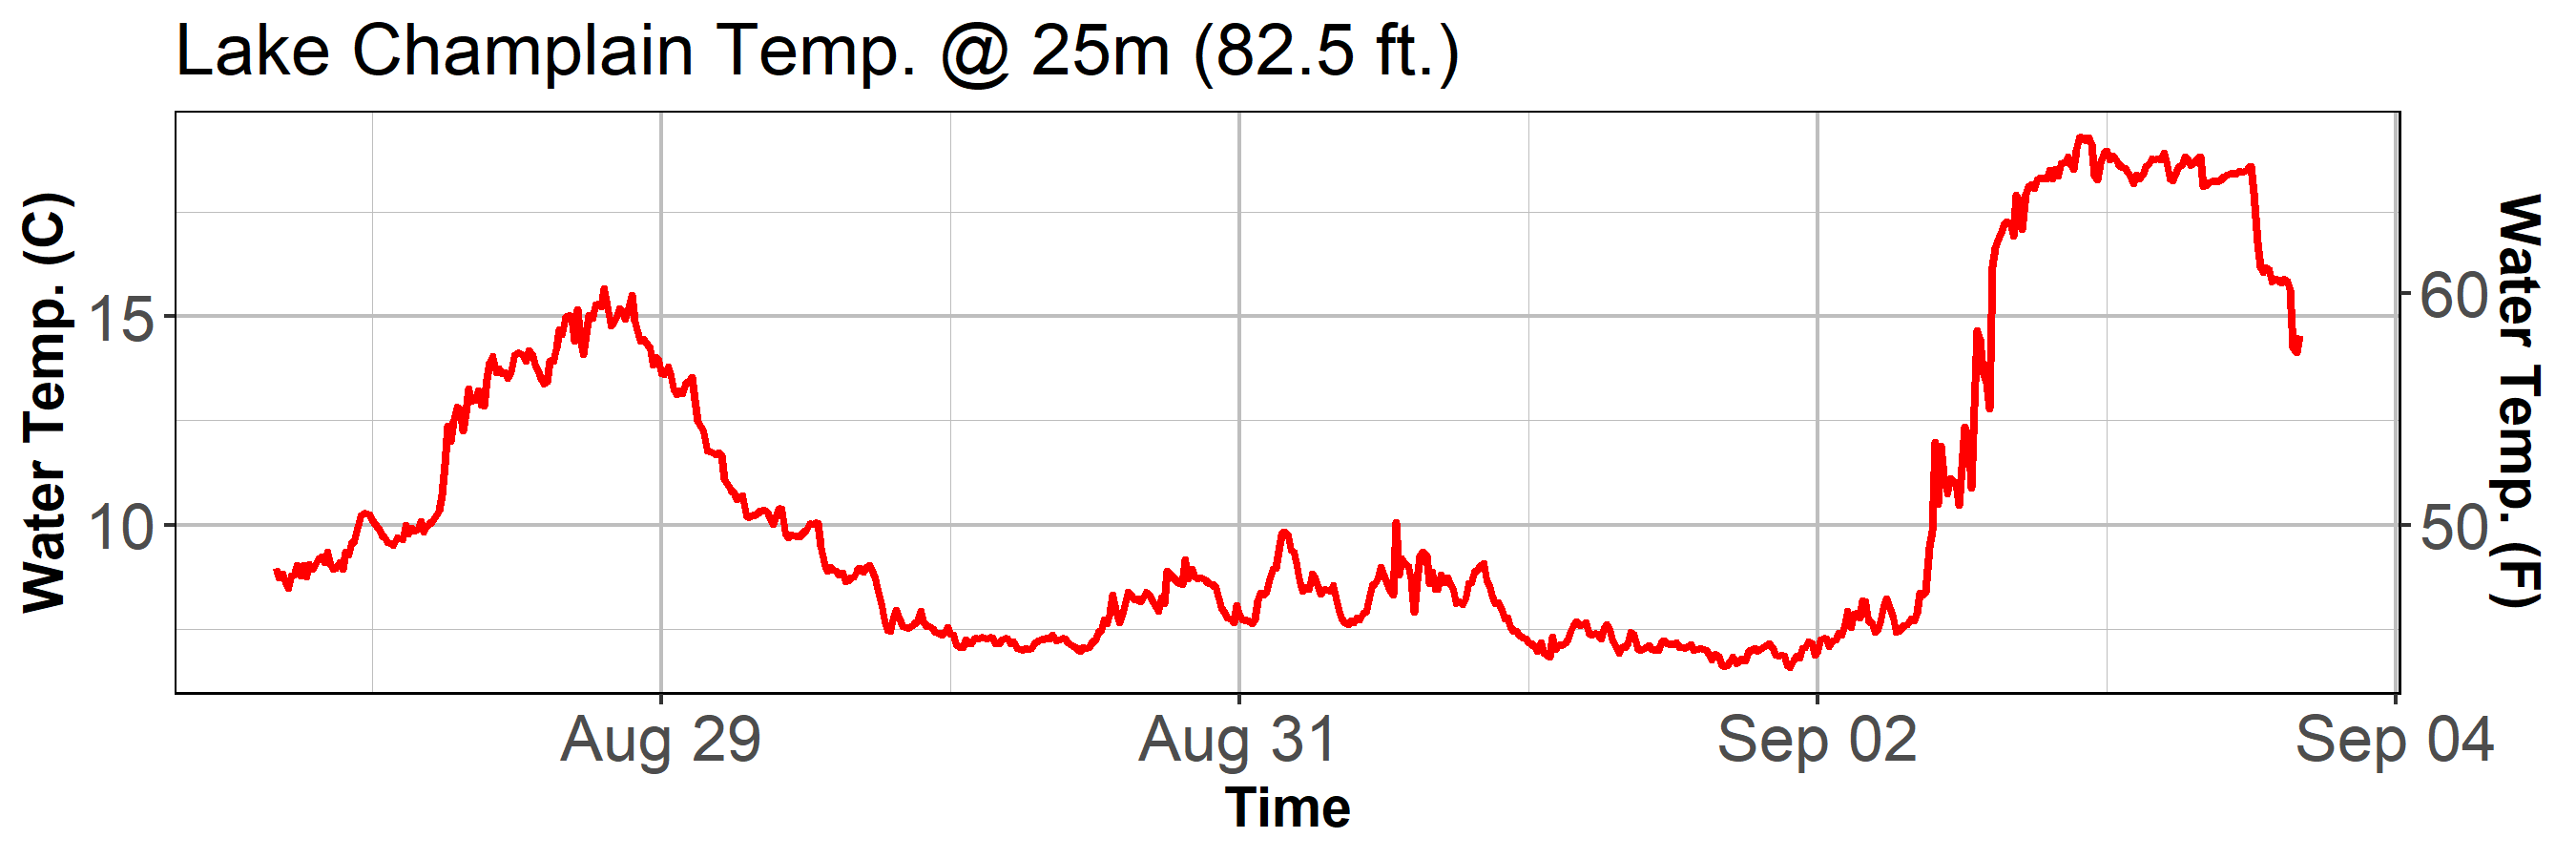 Lake Champlain Temp. @ 25m (82.5 ft.)
Water Temp. (C)
15
10
60
50
Water Temp. (F)
Aug 29
Aug 31
Sep 02
Sep 04
Time